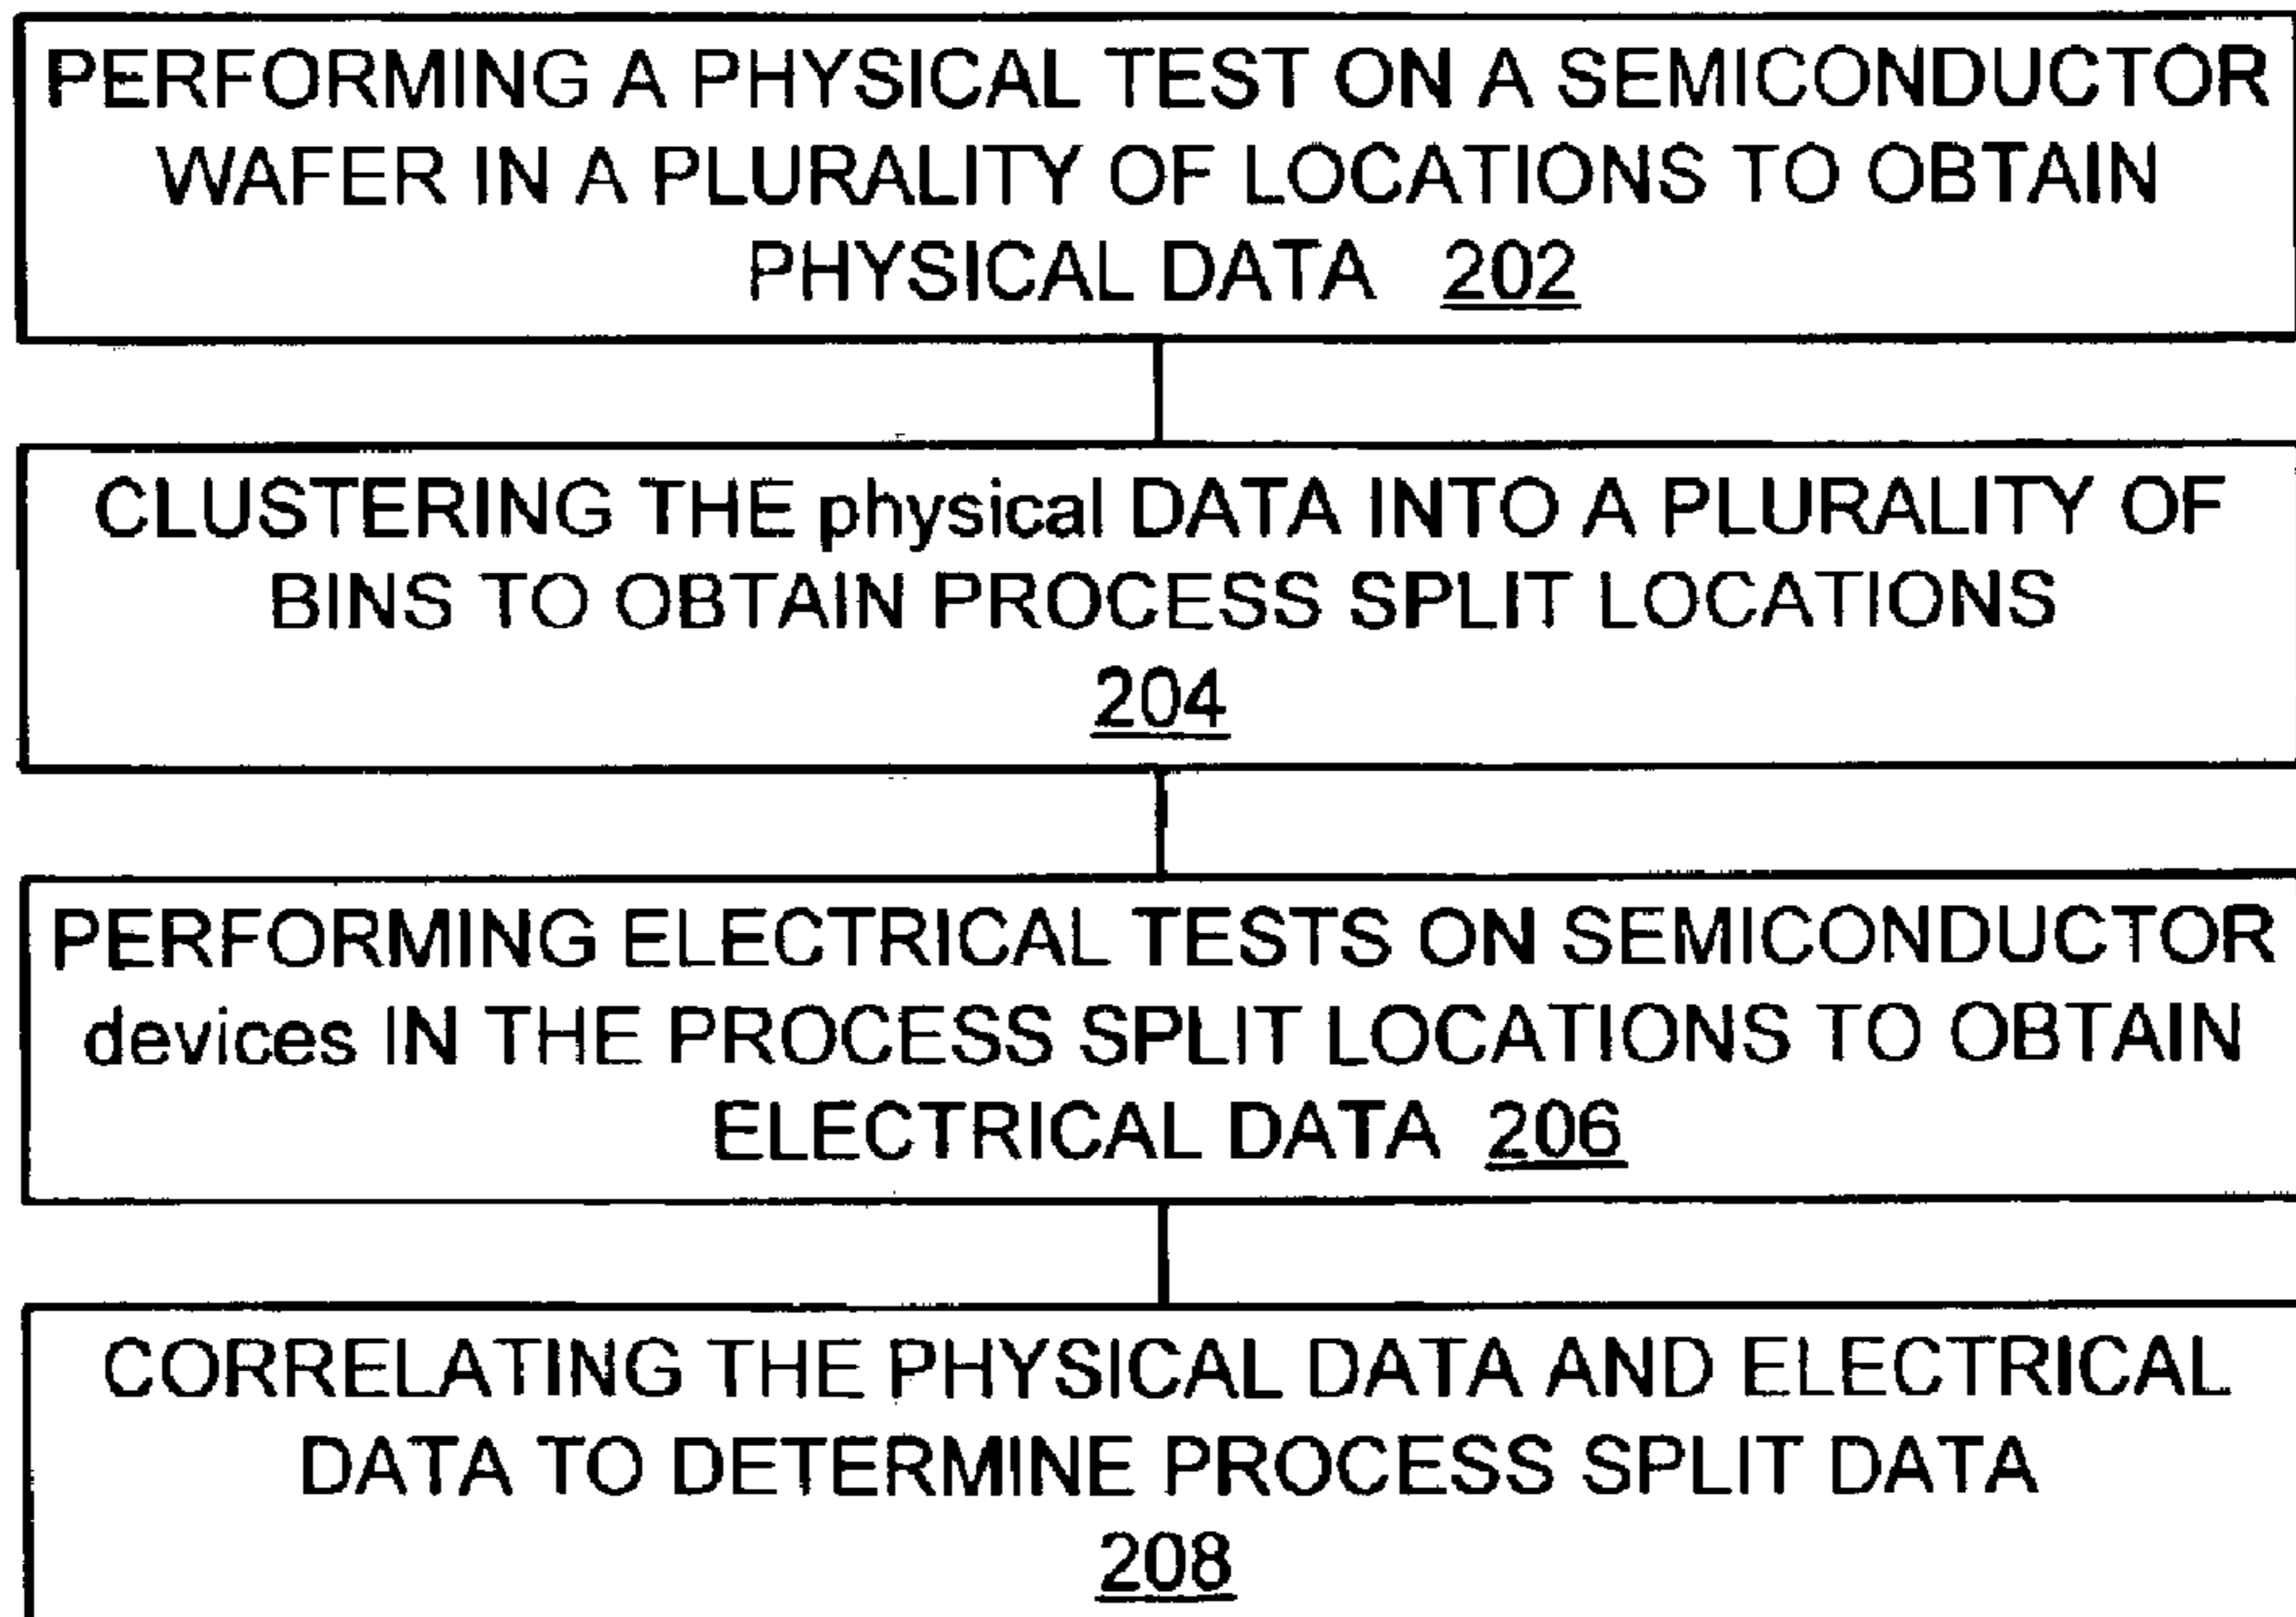 PERFORMING A PHYSICAL TEST ON A SEMICONDUCTOR
WAFER IN A PLURALITY OF LOCATIONS TO OBTAIN
PHYSICAL DATA 202
CLUSTERING THE physical DATA INTO A PLURALITY OF
BINS TO OBTAIN PROCESS SPLIT LOCATIONS
204
PERFORMING ELECTRICAL TESTS ON SEMICONDUCTOR
devices IN THE PROCESS SPLIT LOCATIONS TO OBTAIN
ELECTRICAL DATA 206
CORRELATING THE PHYSICAL DATA AND ELECTRICAL
DATA TO DETERMINE PROCESS SPLIT DATA
208